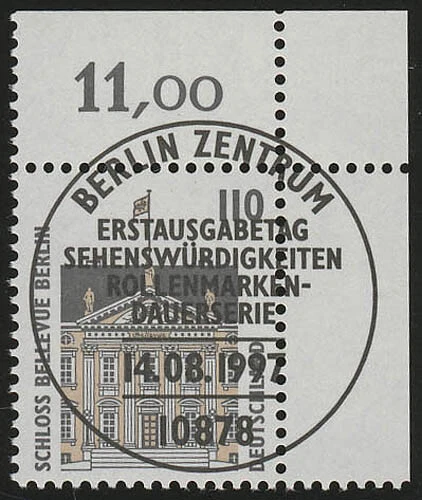 11,00
BERLIN ZENTRUM
110
ERSTAUSGABETAG
SEHENSWÜRDIGKEITEN
ROLLENMARKEN-
DAUERSERIE
14.08.1997
10878
SCHLOSS BELLEVUE BERLIN
DEUTSCHLAND